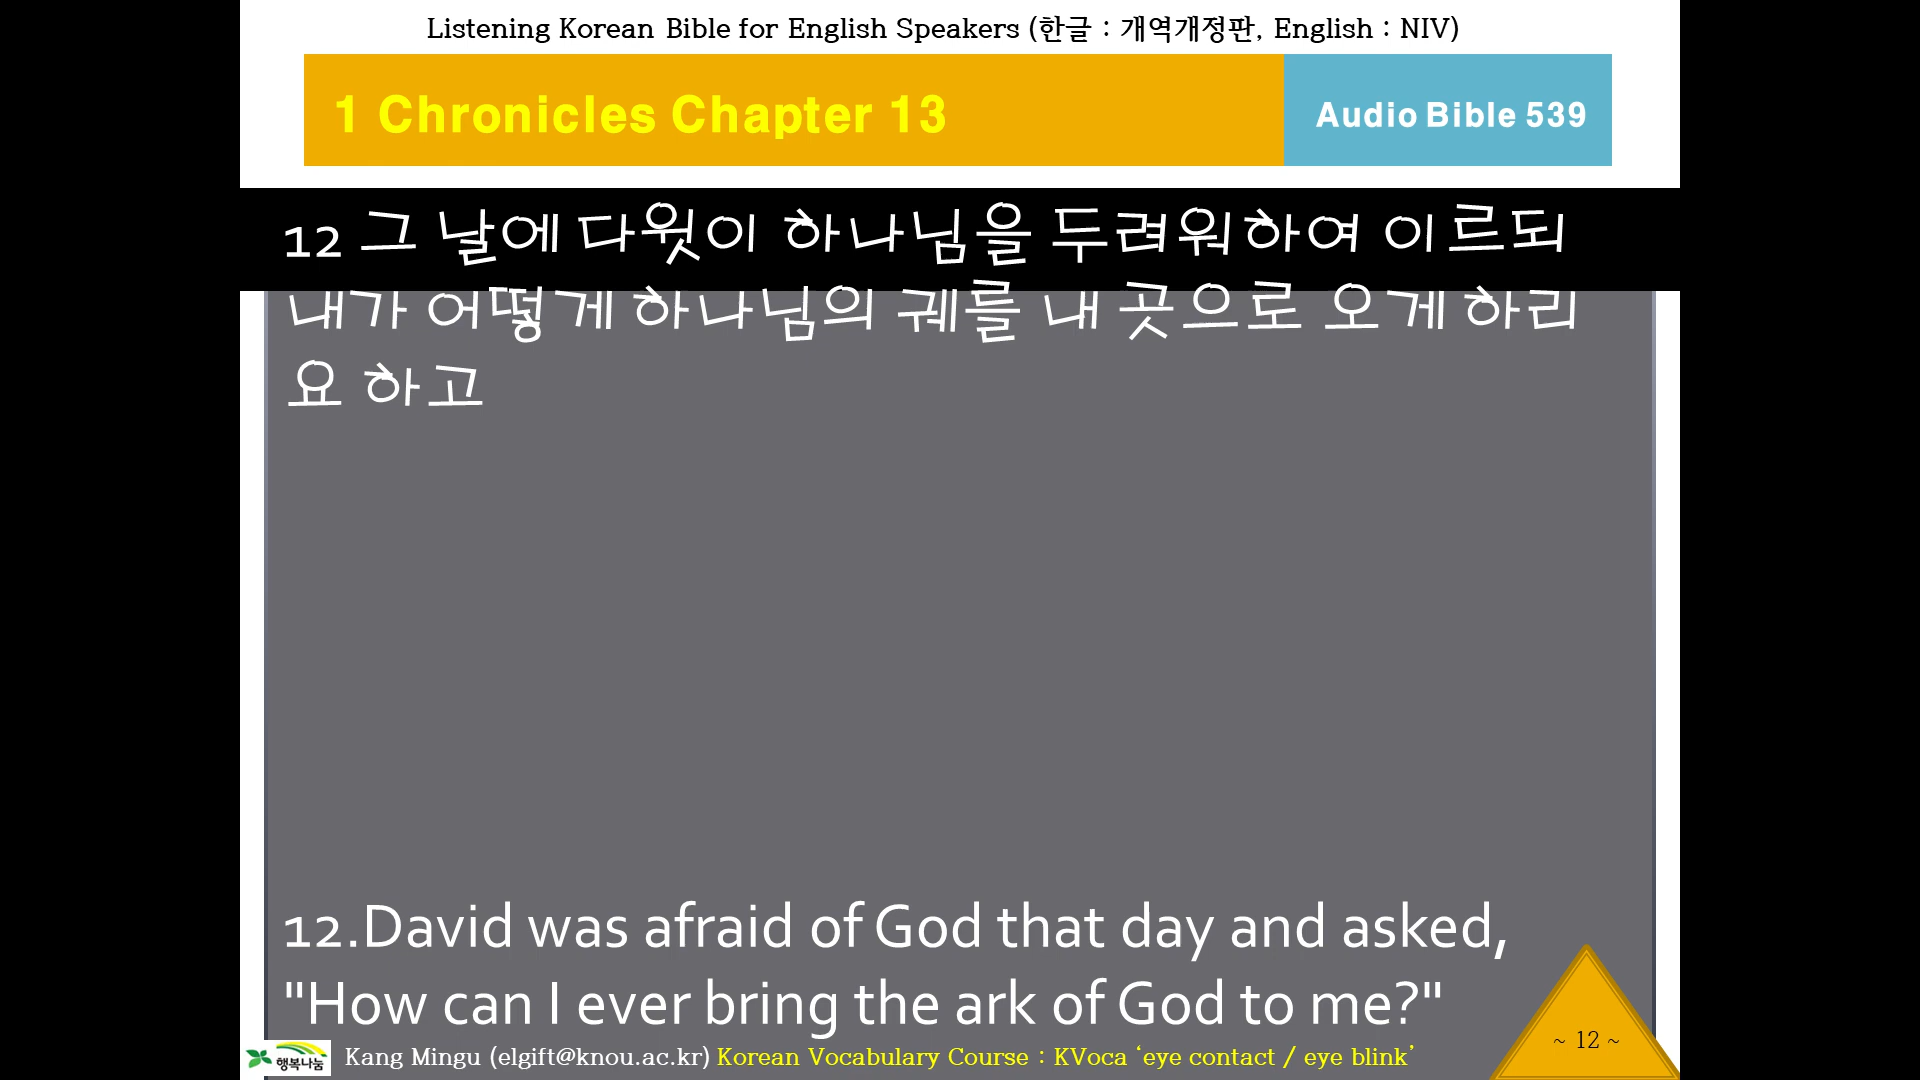 Listening Korean Bible for English Speakers (한글 : 개역개정판, English : NIV)
1 Chronicles Chapter 13
Audio Bible 539
12 그 날에 다윗이 하나님을 두려워하여 이르되
내가 어떻게 하나님의 궤를 내 곳으로 오게 하리
요 하고
12.David was afraid of God that day and asked,
"How can I ever bring the ark of God to me?"
~ 12 ~
행복나눔
Kang Mingu (elgift@knou.ac.kr) Korean Vocabulary Course : KVoca ‘eye contact / eye blink’